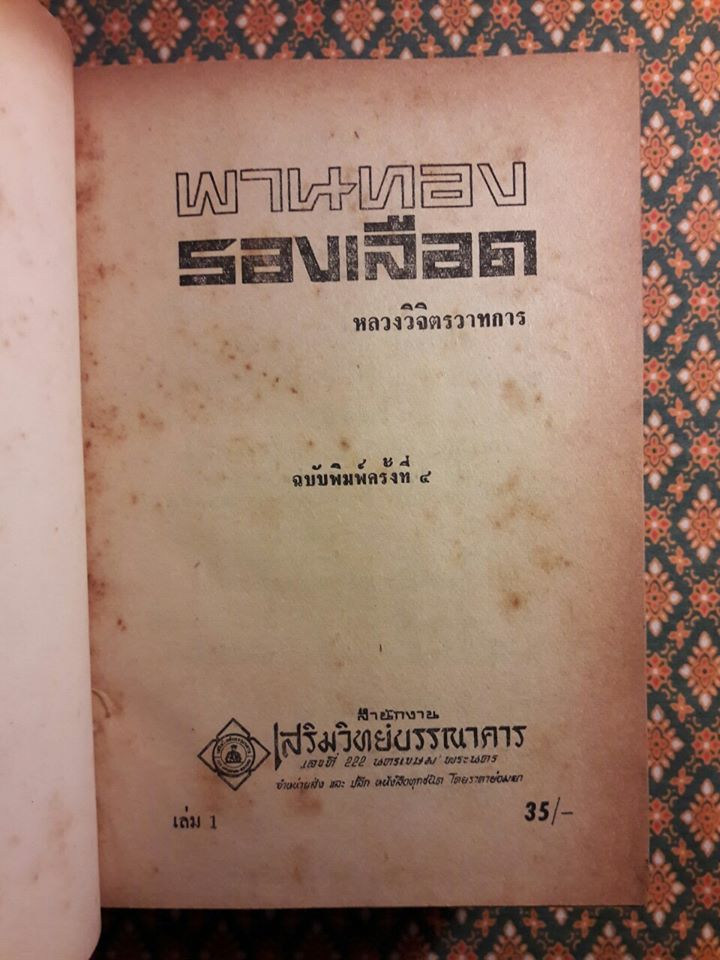 พานทอง
รองเลือด
หลวงวิจิตรวาทการ
ฉบับพิมพ์ครั้งที่ ๔
สำนักงาน
เสริมวิทย์บรรณาคาร
เลขที่ 222 นครเขษม พระนคร
จำหน่ายส่ง และ ปลีก หนังสือทุกชนิด โดยราคาย่อมเยา
เล่ม 1
35/-